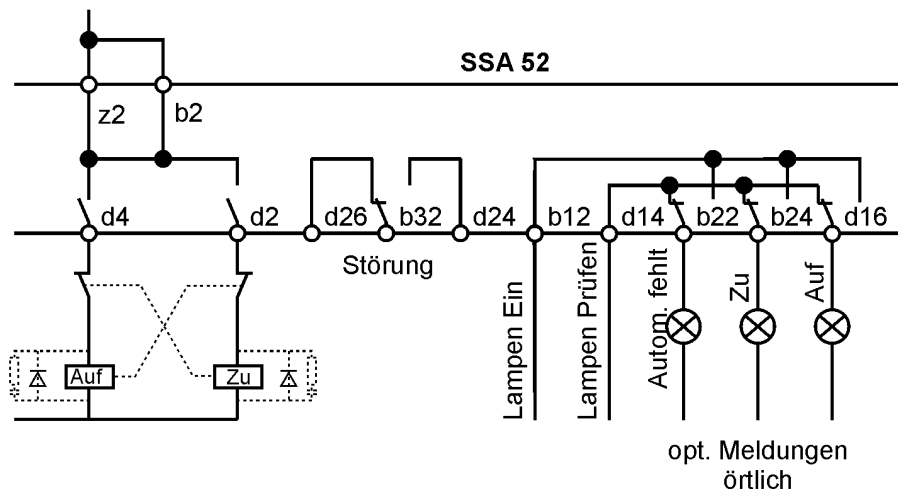 SSA 52
z2
b2
d4
d2
d26
b32
d24
b12
d14
b22
b24
d16
Störung
Lampen Ein
Lampen Prüfen
Autom. fehlt
Zu
Auf
Auf
Zu
opt. Meldungen
örtlich